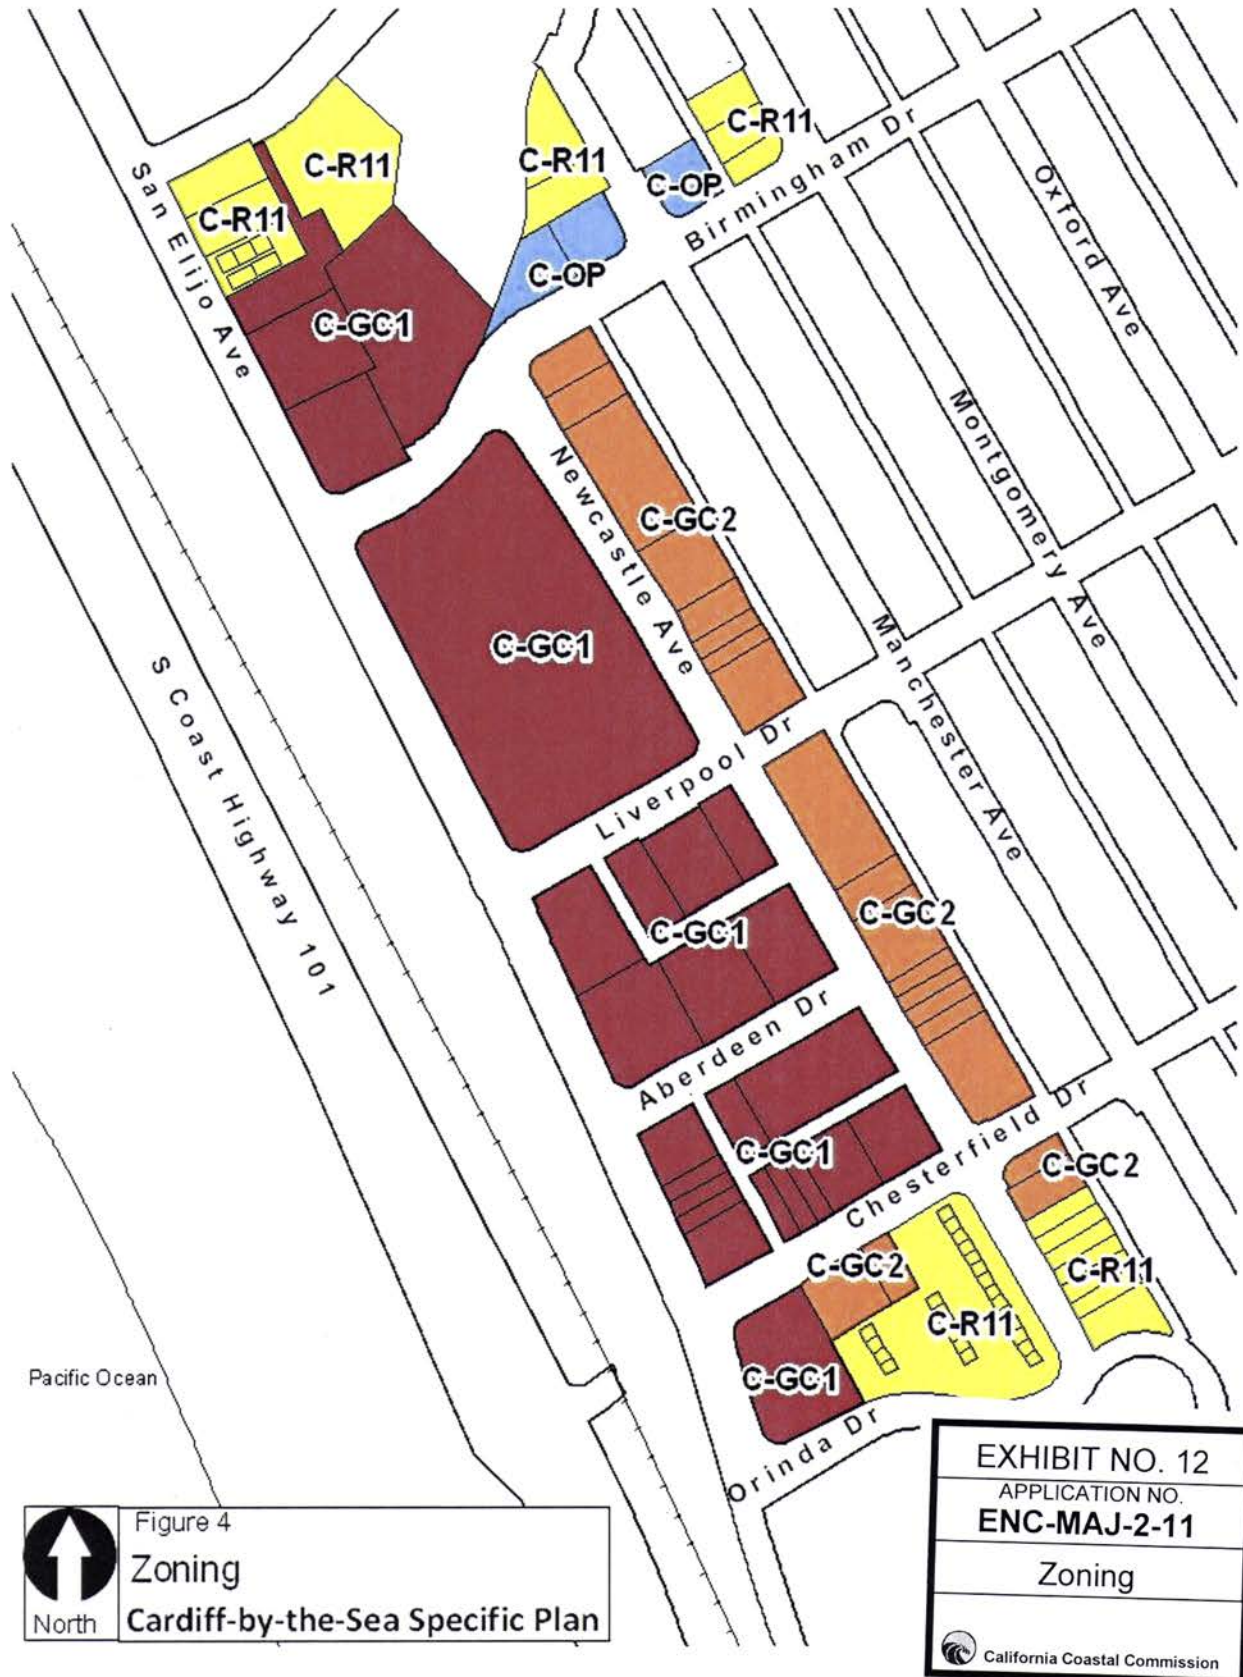 C-R11
C-R11
C-R11
C-R11
C-OP
C-OP
Birmingham Dr
Oxford Ave
San Elijo Ave
C-GC1
Newcastle Ave
C-GC2
Montgomery Ave
C-GC1
Manchester Ave
S Coast Highway 101
Liverpool Dr
C-GC2
C-GC1
Aberdeen Dr
C-GC1
Chesterfield Dr
C-GC2
C-GC2
C-R11
C-R11
C-GC1
Orinda Dr
Pacific Ocean
North
Figure 4
Zoning
Cardiff-by-the-Sea Specific Plan
EXHIBIT NO. 12
APPLICATION NO.
ENC-MAJ-2-11
Zoning
California Coastal Commission